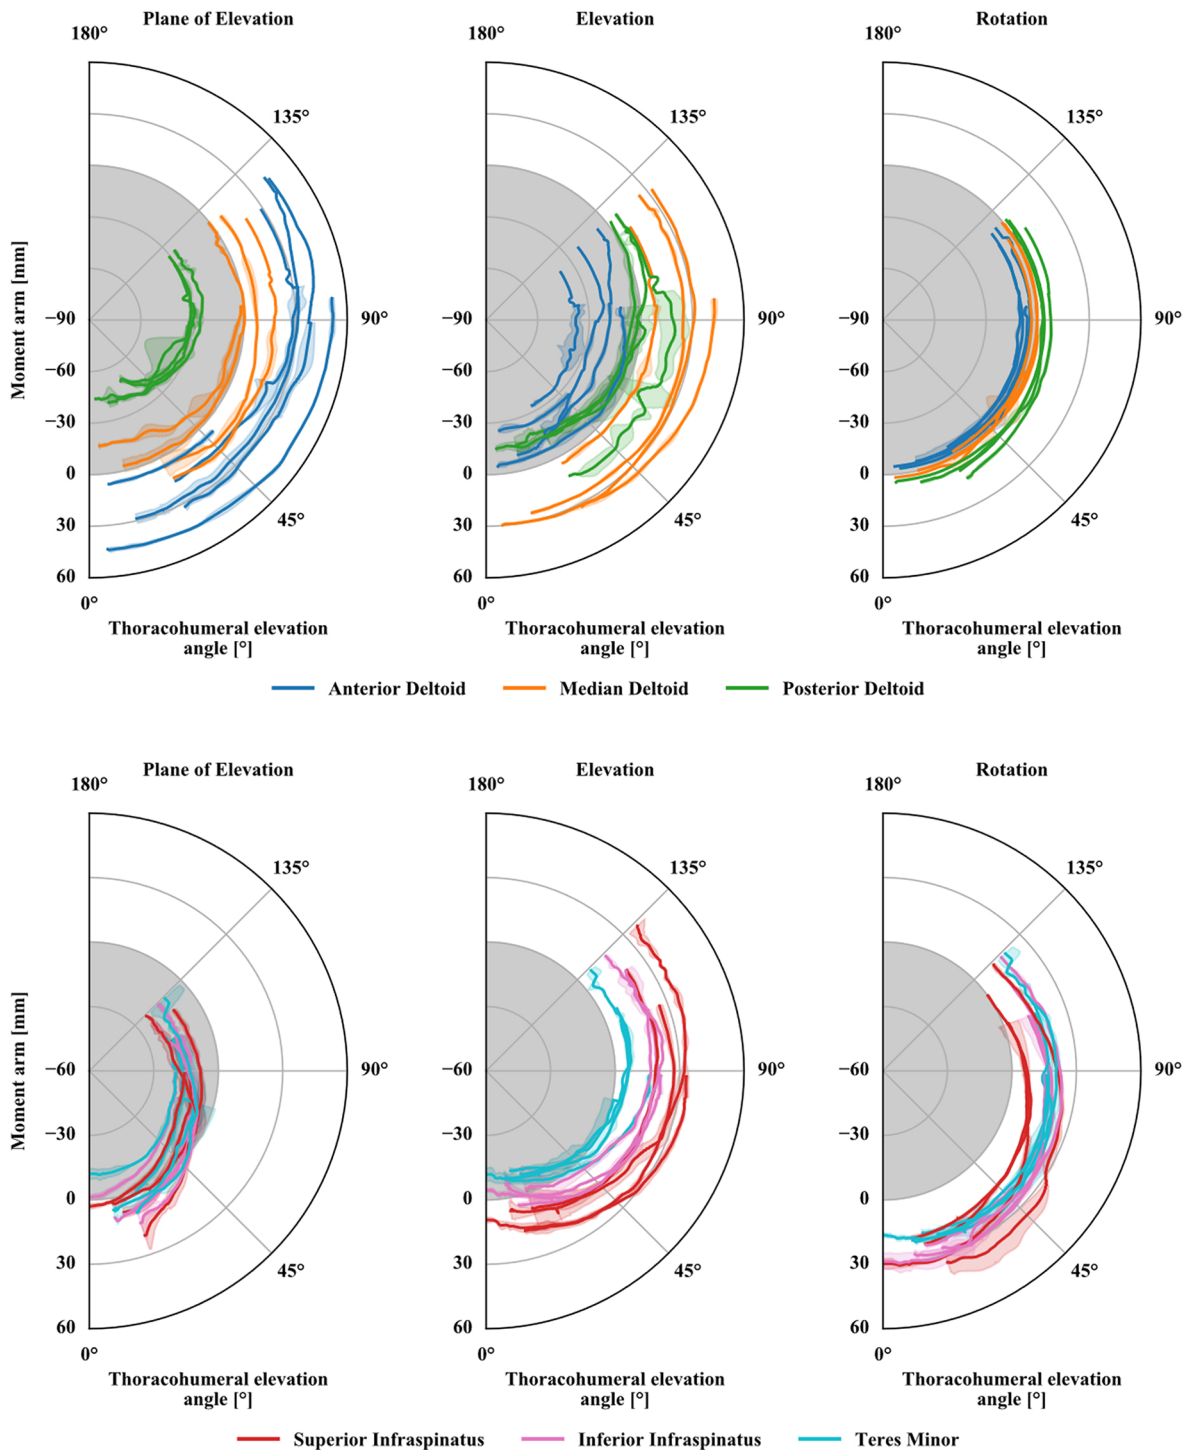 Plane of Elevation Elevation Rotation
180° 180° 180°
135° 135° 135°
Moment arm [mm]
−90 90° −90 90° −90 90°
−60 −60 −60
−30 −30 −30
0 0 0
45° 45° 45°
30 30 30
60 60 60
0° 0° 0°
Thoracohumeral elevation Thoracohumeral elevation Thoracohumeral elevation
angle [°] angle [°] angle [°]
Anterior Deltoid Median Deltoid Posterior Deltoid
Plane of Elevation Elevation Rotation
180° 180° 180°
135° 135° 135°
Moment arm [mm]
−60 90° −60 90° −60 90°
−30 −30 −30
0 0 0
30 45° 30 45° 30 45°
60 60 60
0° 0° 0°
Thoracohumeral elevation Thoracohumeral elevation Thoracohumeral elevation
angle [°] angle [°] angle [°]
Superior Infraspinatus Inferior Infraspinatus Teres Minor